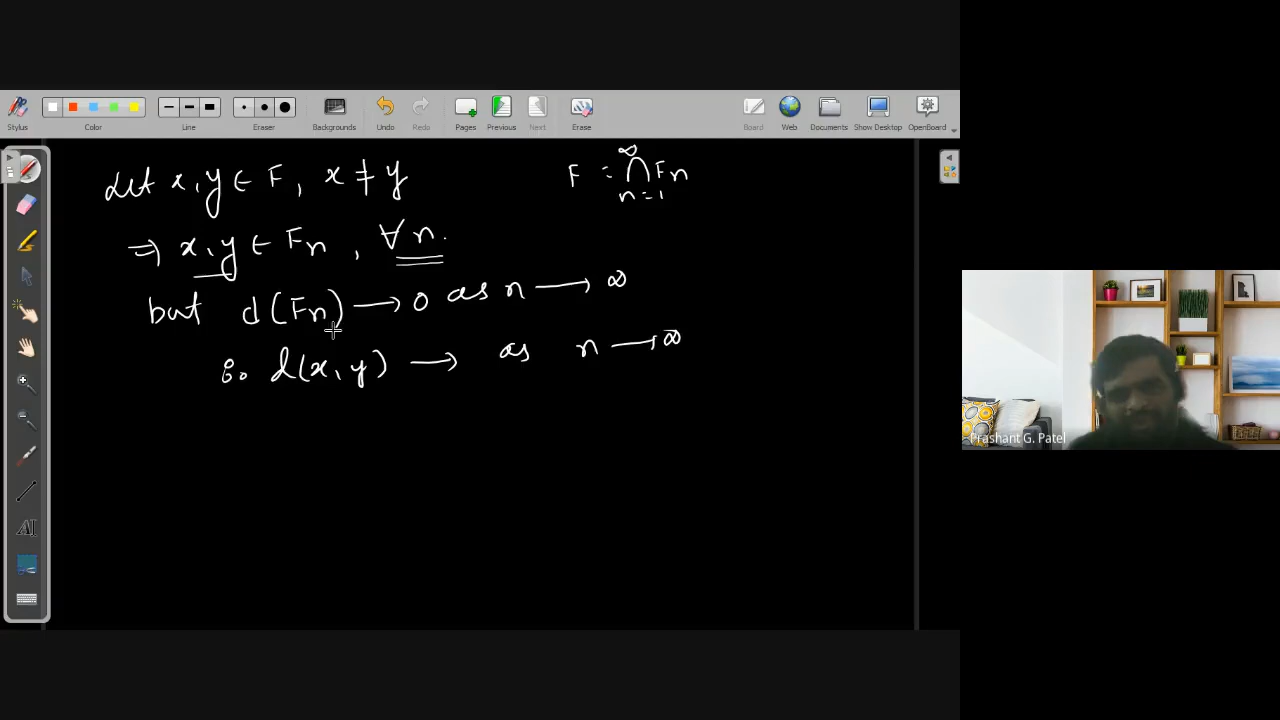 Color Line Eraser Backgrounds Undo Redo Pages Previous Next Erase Board Web Documents Show Desktop OpenBoard
Stylus
Let x, y ∈ F, x ≠ y
F = ∞⋂n=1 Fn
⇒ x, y ∈ Fn, ∀ n.
but d(Fn) → 0 as n → ∞
So d(x, y) → as n → ∞
Prashant G. Patel